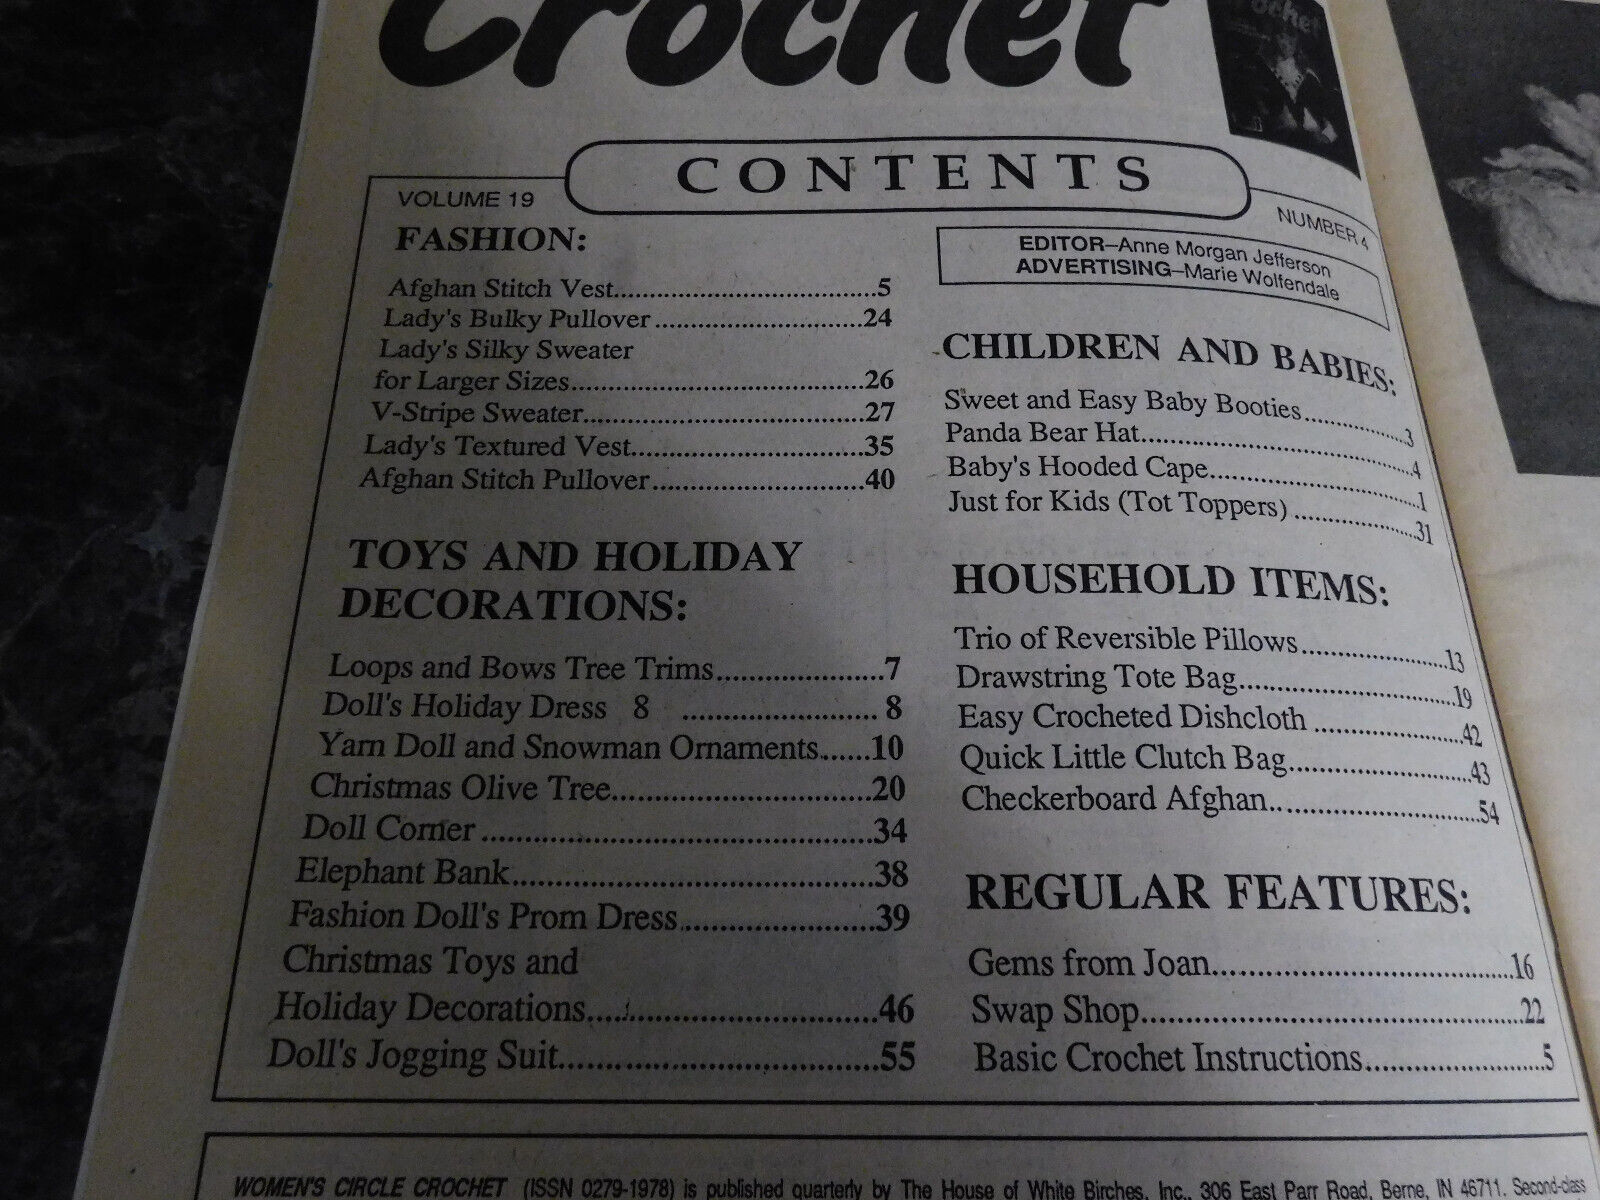 Crochet
CONTENTS
VOLUME 19
NUMBER 4
FASHION:
Afghan Stitch Vest....................................5
Lady's Bulky Pullover............................24
Lady's Silky Sweater
for Larger Sizes.......................................26
V-Stripe Sweater......................................27
Lady's Textured Vest...............................35
Afghan Stitch Pullover............................40
TOYS AND HOLIDAY
DECORATIONS:
Loops and Bows Tree Trims.....................7
Doll's Holiday Dress 8 ........................ 8
Yarn Doll and Snowman Ornaments.......10
Christmas Olive Tree................................20
Doll Corner................................................34
Elephant Bank............................................38
Fashion Doll's Prom Dress........................39
Christmas Toys and
Holiday Decorations..................................46
Doll's Jogging Suit.....................................55
EDITOR–Anne Morgan Jefferson
ADVERTISING–Marie Wolfendale
CHILDREN AND BABIES:
Sweet and Easy Baby Booties...............3
Panda Bear Hat....................................4
Baby's Hooded Cape............................1
Just for Kids (Tot Toppers)..................31
HOUSEHOLD ITEMS:
Trio of Reversible Pillows....................13
Drawstring Tote Bag............................19
Easy Crocheted Dishcloth...................42
Quick Little Clutch Bag.......................43
Checkerboard Afghan..........................54
REGULAR FEATURES:
Gems from Joan...................................16
Swap Shop...........................................22
Basic Crochet Instructions.......................5
WOMEN'S CIRCLE CROCHET (ISSN 0279-1978) is published quarterly by The House of White Birches, Inc., 306 East Parr Road, Berne, IN 46711. Second-class